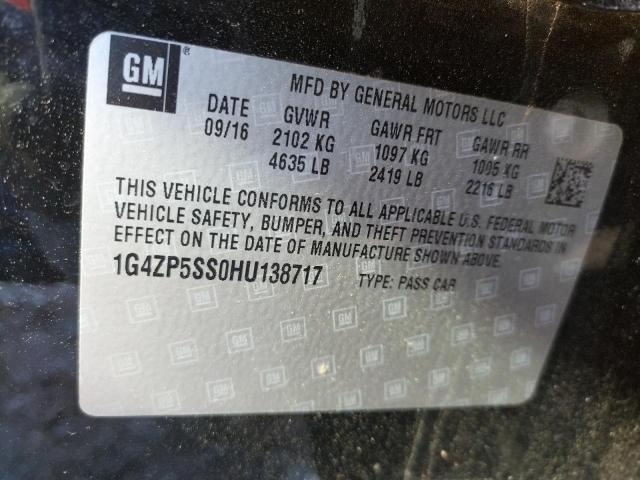 GM ®
MFD BY GENERAL MOTORS LLC
DATE GVWR GAWR FRT GAWR RR
09/16 2102 KG 1097 KG 1005 KG
4635 LB 2419 LB 2216 LB
THIS VEHICLE CONFORMS TO ALL APPLICABLE U.S. FEDERAL MOTOR
VEHICLE SAFETY, BUMPER, AND THEFT PREVENTION STANDARDS IN
EFFECT ON THE DATE OF MANUFACTURE SHOWN ABOVE.
1G4ZP5SS0HU138717 TYPE: PASS CAR